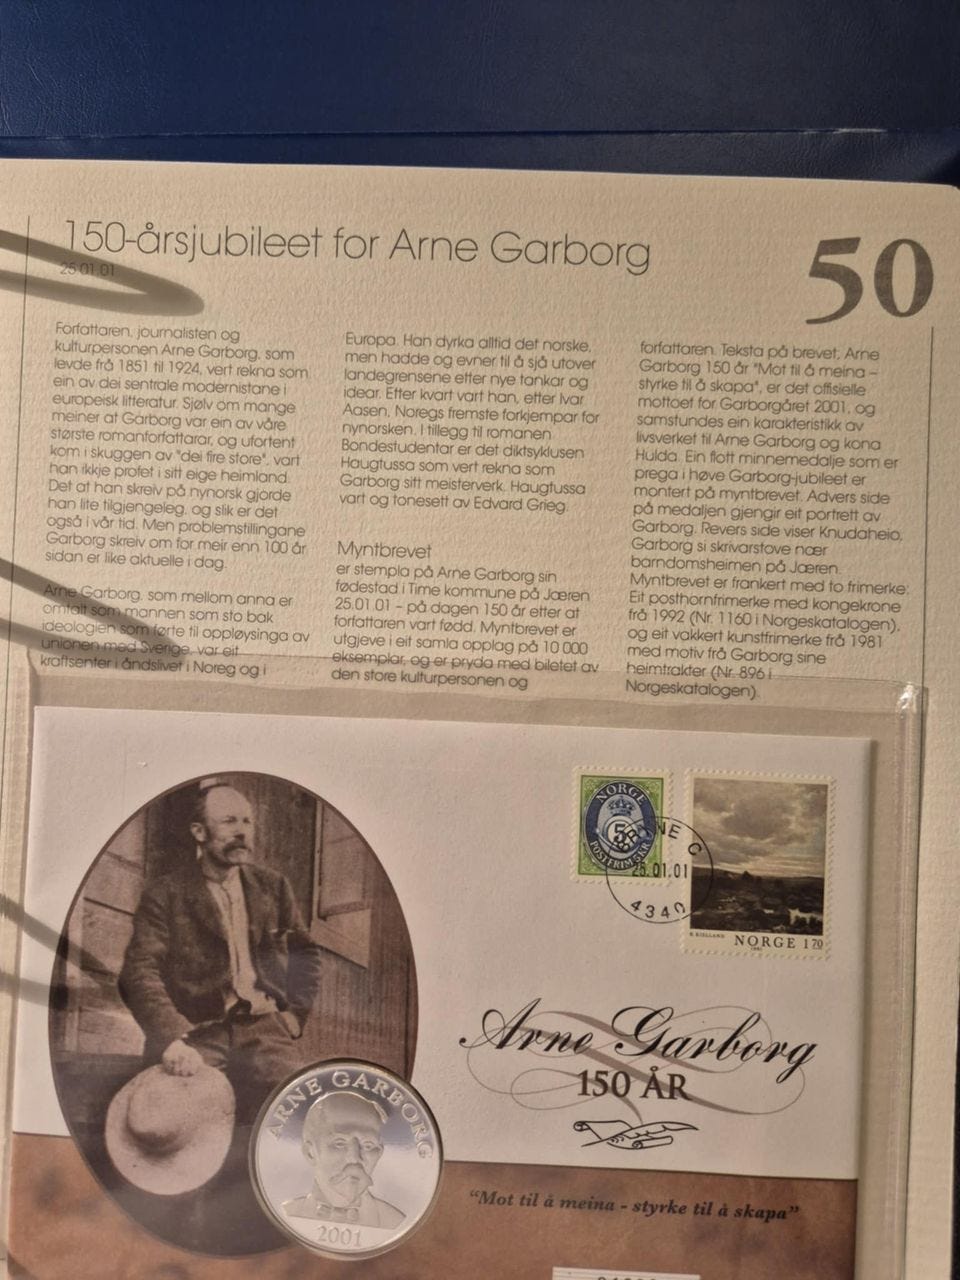 150-årsjubileet for Arne Garborg
25.01.01
50
Forfattaren, journalisten og
kulturpersonen Arne Garborg, som
levde frå 1851 til 1924, vert rekna som
ein av dei sentrale modernistane i
europeisk litteratur. Sjølv om mange
meiner at Garborg var ein av våre
største romanforfattarar, og ufortent
kom i skuggen av "dei fire store", vart
han ikkje profet i sitt eige heimland.
Det at han skreiv på nynorsk gjorde
han lite tilgjengeleg, og slik er det
også i vår tid. Men problemstillingane
Garborg skreiv om for meir enn 100 år
sidan er like aktuelle i dag.
Arne Garborg, som mellom anna er
omtalt som mannen som sto bak
ideologien som førte til oppløysinga av
unionen med Sverige, var eit
kraftsenter i åndslivet i Noreg og i
Europa. Han dyrka alltid det norske,
men hadde og evner til å sjå utover
landegrensene etter nye tankar og
idear. Etter kvart vart han, etter Ivar
Aasen, Noregs fremste forkjempar for
nynorsken. I tillegg til romanen
Bondestudentar er det diktsyklusen
Haugtussa som vert rekna som
Garborg sitt meisterverk. Haugtussa
vart og tonesett av Edvard Grieg.
Myntbrevet
er stempla på Arne Garborg sin
fødestad i Time kommune på Jæren
25.01.01 – på dagen 150 år etter at
forfattaren vart fødd. Myntbrevet er
utgjeve i eit samla opplag på 10 000
eksemplar, og er pryda med biletet av
den store kulturpersonen og
forfattaren. Teksta på brevet, Arne
Garborg 150 år "Mot til å meina –
styrke til å skapa", er det offisielle
mottoet for Garborgåret 2001, og
samstundes ein karakteristikk av
livsverket til Arne Garborg og kona
Hulda. Ein flott minnemedalje som er
prega i høve Garborg-jubileet er
montert på myntbrevet. Advers side
på medaljen gjengir eit portrett av
Garborg. Revers side viser Knudaheio,
Garborg si skrivarstove nær
barndomsheimen på Jæren.
Myntbrevet er frankert med to frimerke:
Eit posthornfrimerke med kongekrone
frå 1992 (Nr. 1160 i Norgeskatalogen),
og eit vakkert kunstfrimerke frå 1981
med motiv frå Garborg sine
heimtrakter (Nr. 896 i
Norgeskatalogen).
NORGE
5
POSTFRIM. 5 KR
BRYNE C
25.01.01
4340
K. KIELLAND
NORGE 170
1981
Arne Garborg
150 ÅR
ARNE GARBORG
2001
"Mot til å meina - styrke til å skapa"